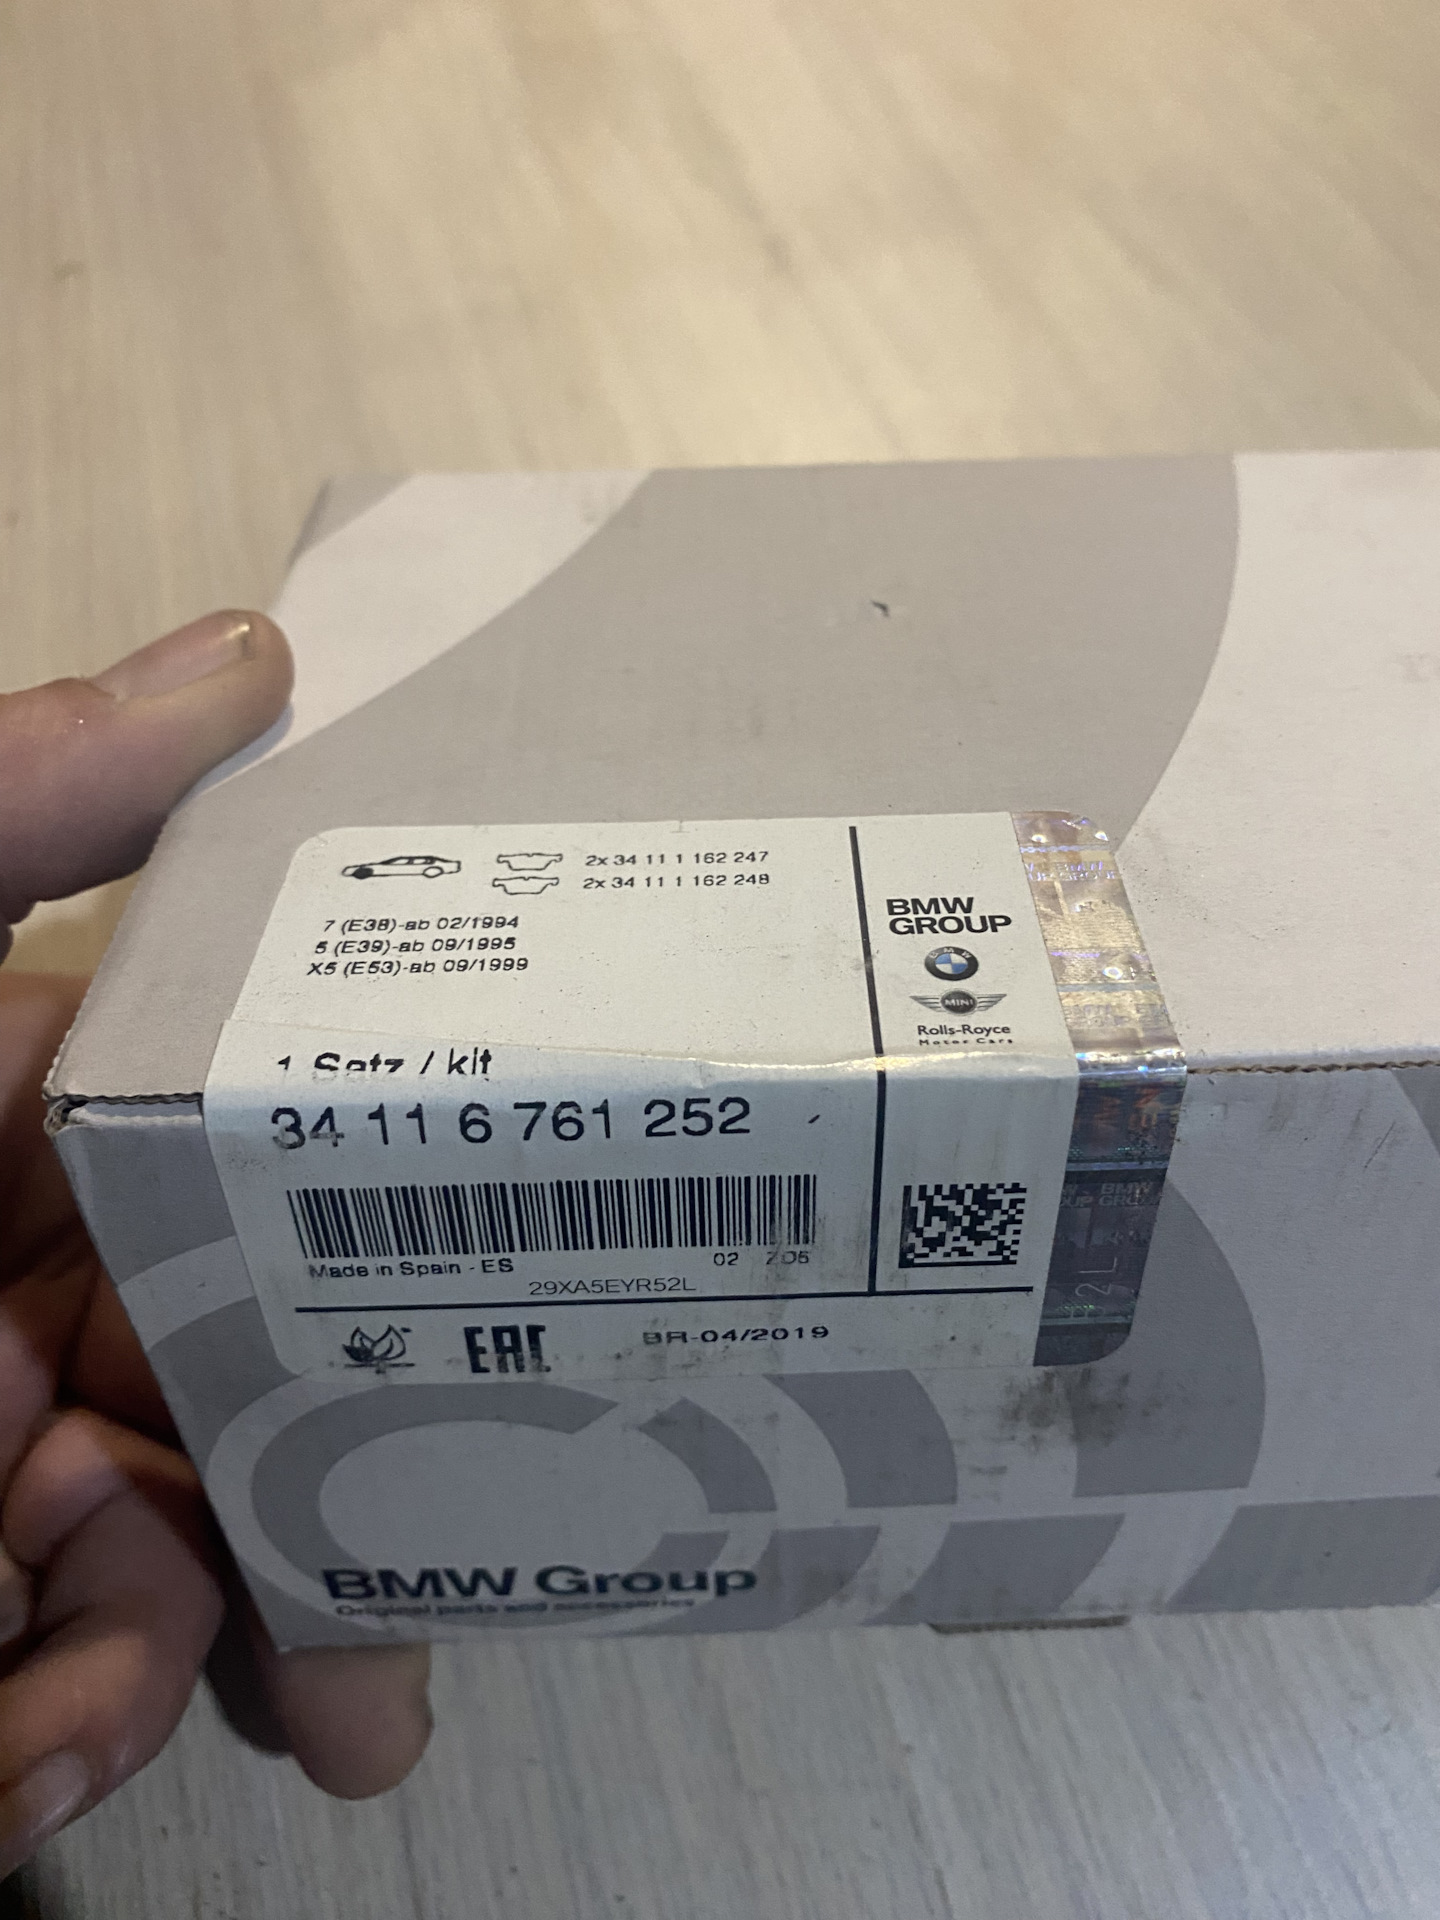 2x 34 11 1 162 247
2x 34 11 1 162 248
7 (E38)-ab 02/1994
5 (E39)-ab 09/1995
X5 (E53)-ab 09/1999
BMW
GROUP
BMW
MINI
Rolls-Royce
Motor Cars
1 Satz / kit
34 11 6 761 252
Made in Spain - ES
02
29XA5EYR52L
EAC
BR-04/2019
2L
BMW Group
Original parts and accessories